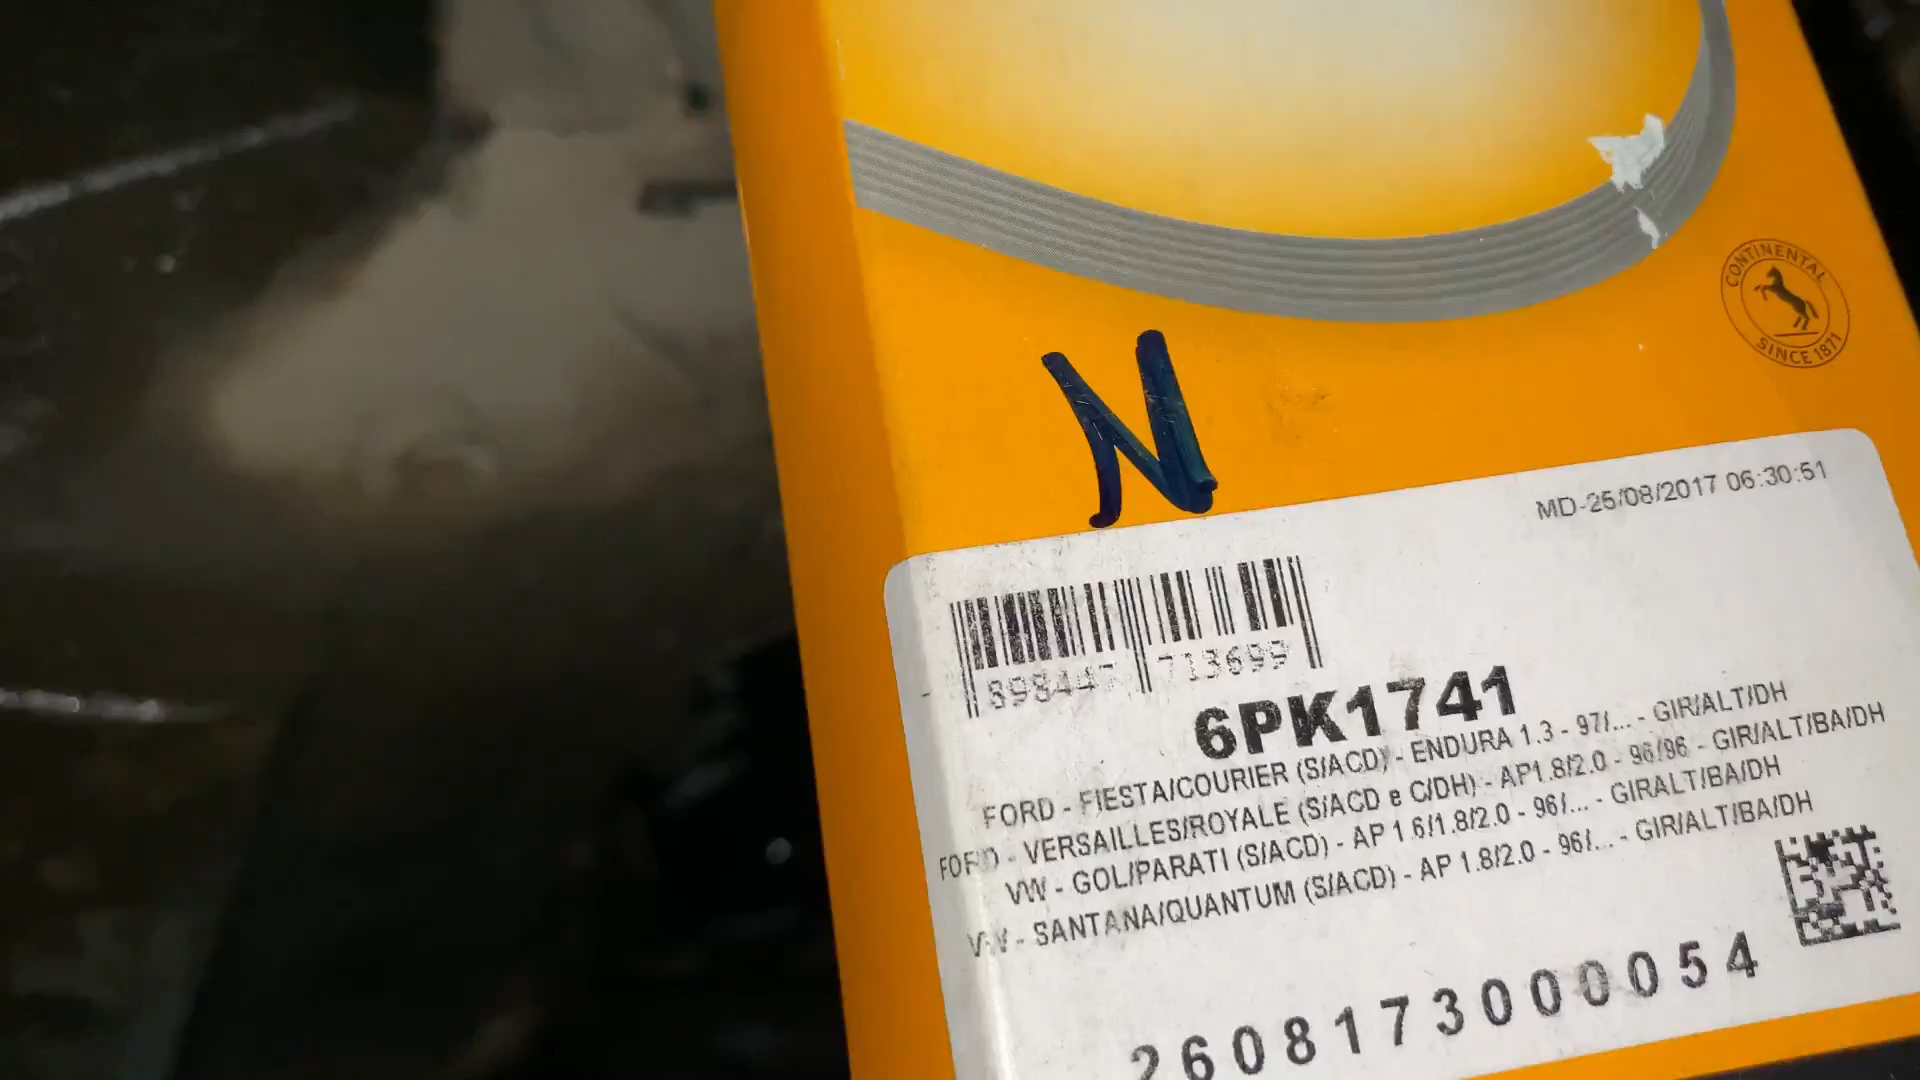 CONTINENTAL
SINCE 1871
N
MD-25/08/2017 06:30:51
898447 713699
6PK1741
FORD - FIESTA/COURIER (S/ACD) - ENDURA 1.3 - 97/... - GIR/ALT/DH
FORD - VERSAILLES/ROYALE (S/ACD e C/DH) - AP1.8/2.0 - 96/96 - GIR/ALT/BA/DH
VW - GOL/PARATI (S/ACD) - AP 1.6/1.8/2.0 - 96/... - GIRALT/BA/DH
VW - SANTANA/QUANTUM (S/ACD) - AP 1.8/2.0 - 96/... - GIR/ALT/BA/DH
2608173000054